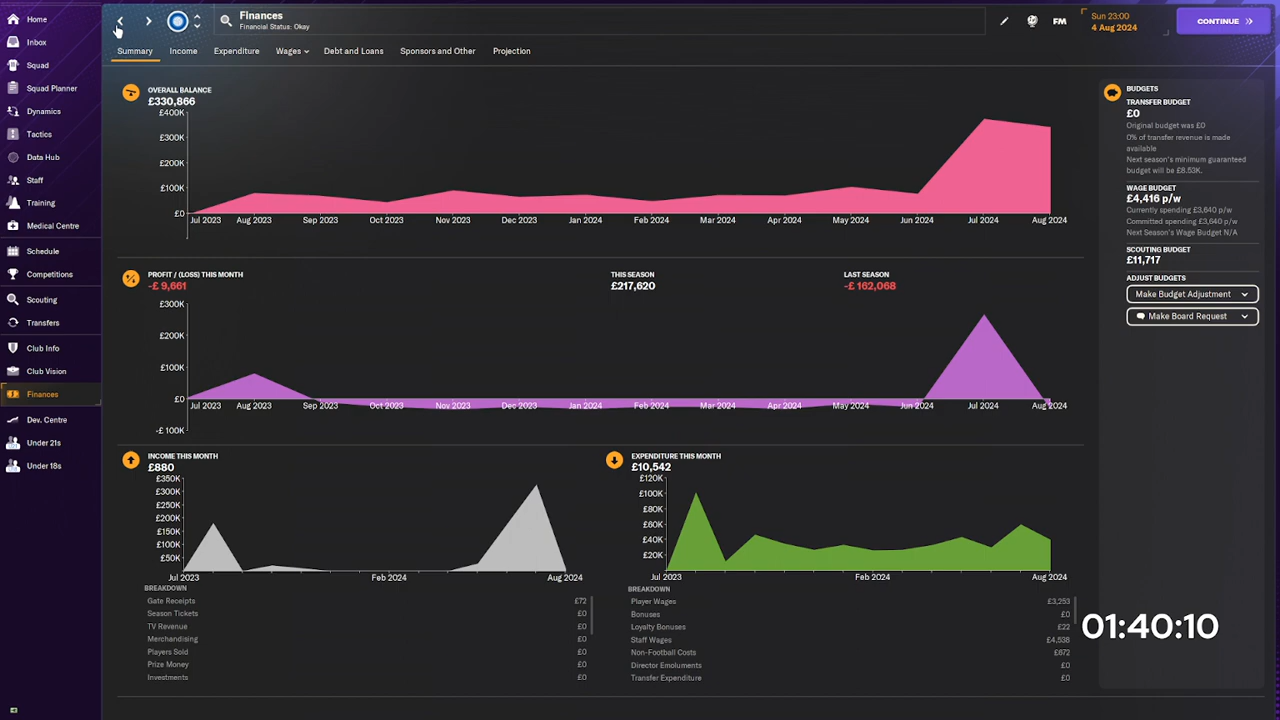 Home
Inbox
Squad
Squad Planner
Dynamics
Tactics
Data Hub
Staff
Training
Medical Centre
Schedule
Competitions
Scouting
Transfers
Club Info
Club Vision
Finances
Dev. Centre
Under 21s
Under 18s
Finances
Financial Status: Okay
FM
Sun 23:00
4 Aug 2024
CONTINUE
Summary
Income
Expenditure
Wages
Debt and Loans
Sponsors and Other
Projection
OVERALL BALANCE
£330,866
£400K
£300K
£200K
£100K
£0
Jul 2023 Aug 2023 Sep 2023 Oct 2023 Nov 2023 Dec 2023 Jan 2024 Feb 2024 Mar 2024 Apr 2024 May 2024 Jun 2024 Jul 2024 Aug 2024
PROFIT / (LOSS) THIS MONTH
-£ 9,661
THIS SEASON
£217,620
LAST SEASON
-£ 162,068
£300K
£200K
£100K
£0
-£ 100K
Jul 2023 Aug 2023 Sep 2023 Oct 2023 Nov 2023 Dec 2023 Jan 2024 Feb 2024 Mar 2024 Apr 2024 May 2024 Jun 2024 Jul 2024 Aug 2024
INCOME THIS MONTH
£880
£350K
£300K
£250K
£200K
£150K
£100K
£50K
Jul 2023 Feb 2024 Aug 2024
BREAKDOWN
Gate Receipts £72
Season Tickets £0
TV Revenue £0
Merchandising £0
Players Sold £0
Prize Money £0
Investments £0
EXPENDITURE THIS MONTH
£10,542
£120K
£100K
£80K
£60K
£40K
£20K
Jul 2023 Feb 2024 Aug 2024
BREAKDOWN
Player Wages £3,253
Bonuses £0
Loyalty Bonuses £22
Staff Wages £4,538
Non-Football Costs £672
Director Emoluments £0
Transfer Expenditure £0
BUDGETS
TRANSFER BUDGET
£0
Original budget was £0
0% of transfer revenue is made
available
Next season's minimum guaranteed
budget will be £8.53K.
WAGE BUDGET
£4,416 p/w
Currently spending £3,640 p/w
Committed spending £3,640 p/w
Next Season's Wage Budget N/A
SCOUTING BUDGET
£11,717
ADJUST BUDGETS
Make Budget Adjustment
Make Board Request
01:40:10